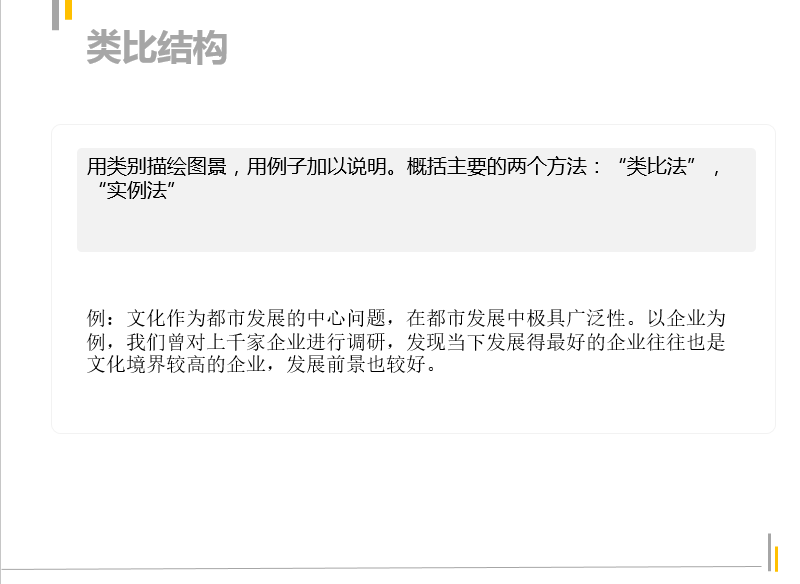 类比结构
用类别描绘图景，用例子加以说明。概括主要的两个方法：“类比法”，
“实例法”
例：文化作为都市发展的中心问题，在都市发展中极具广泛性。以企业为
例，我们曾对上千家企业进行调研，发现当下发展得最好的企业往往也是
文化境界较高的企业，发展前景也较好。